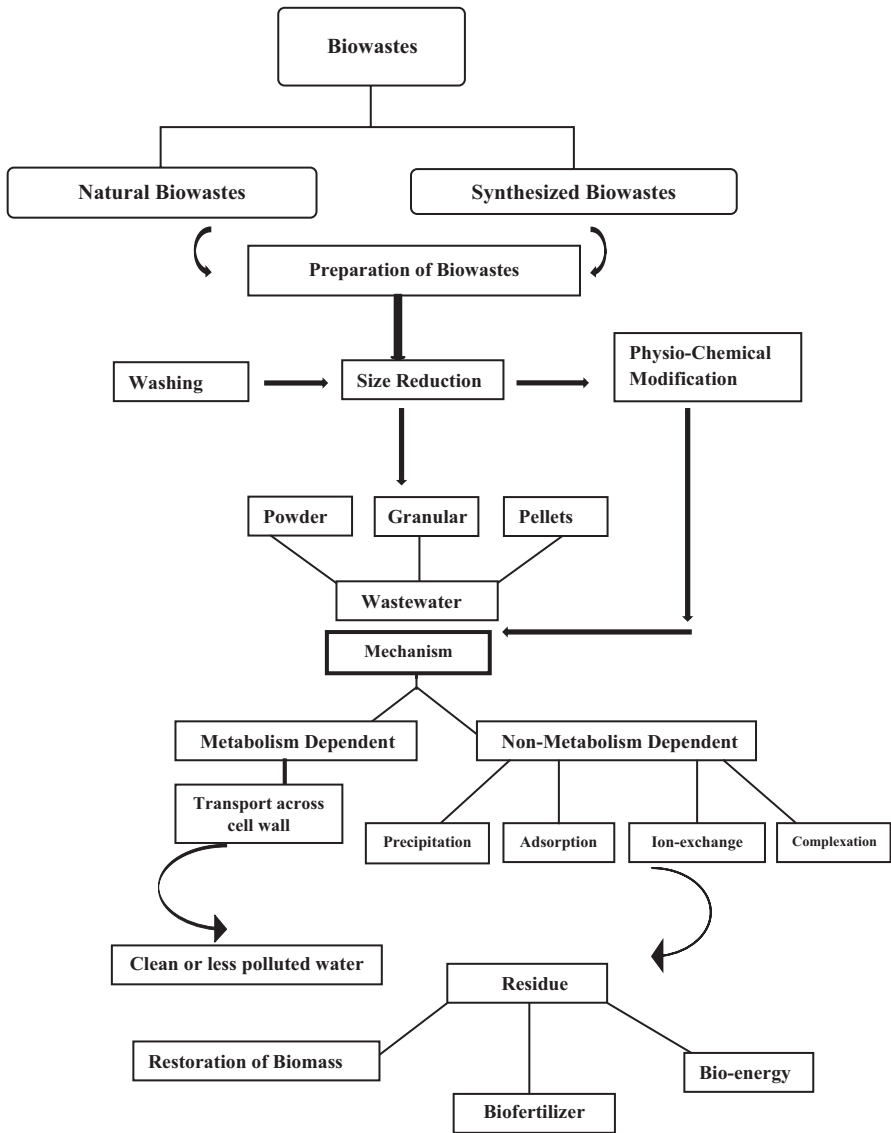 Biowastes
Natural Biowastes
Synthesized Biowastes
Preparation of Biowastes
Washing
Size Reduction
Physio-Chemical
Modification
Powder
Granular
Pellets
Wastewater
Mechanism
Metabolism Dependent
Non-Metabolism Dependent
Transport across
cell wall
Precipitation
Adsorption
Ion-exchange
Complexation
Clean or less polluted water
Residue
Restoration of Biomass
Bio-energy
Biofertilizer